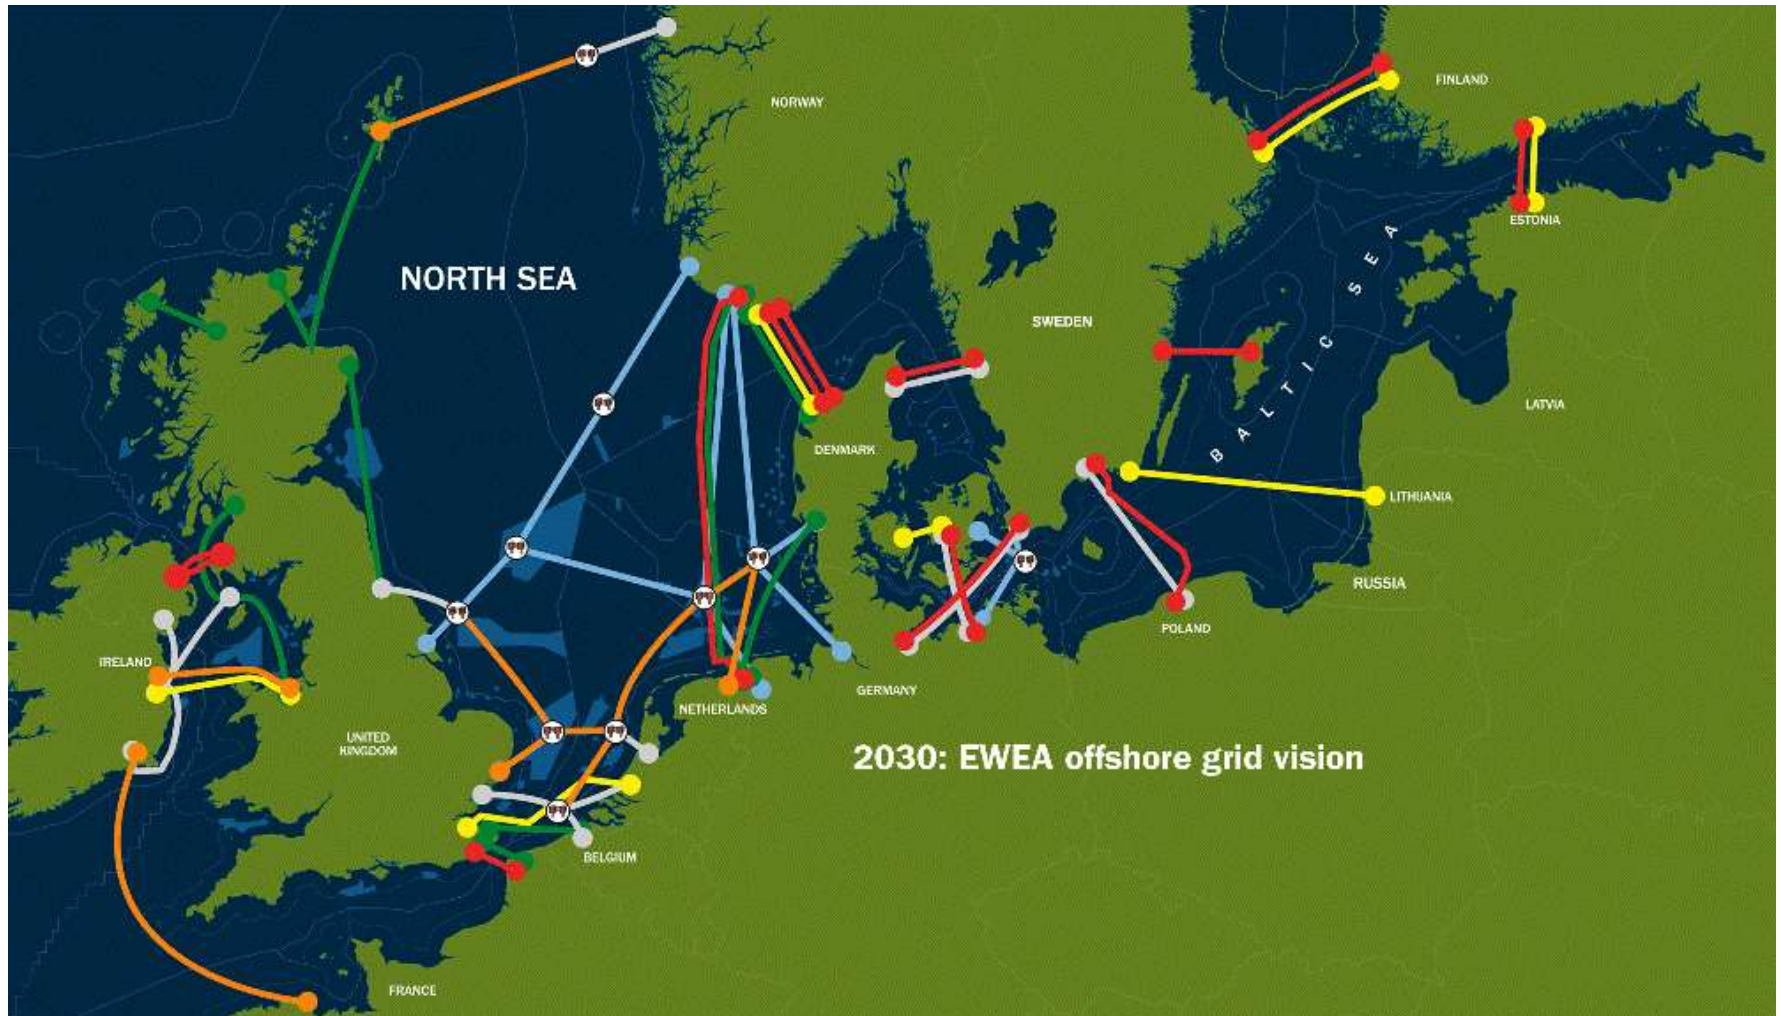 NORWAY
FINLAND
ESTONIA
NORTH SEA
SWEDEN
BALTIC SEA
LATVIA
DENMARK
LITHUANIA
RUSSIA
POLAND
IRELAND
GERMANY
NETHERLANDS
UNITED
KINGDOM
2030: EWEA offshore grid vision
BELGIUM
FRANCE